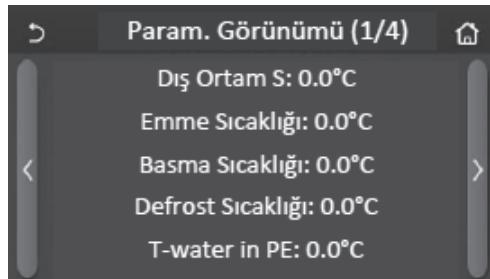 Param. Görünümü (1/4)
Dış Ortam S: 0.0°C
Emme Sıcaklığı: 0.0°C
Basma Sıcaklığı: 0.0°C
Defrost Sıcaklığı: 0.0°C
T-water in PE: 0.0°C